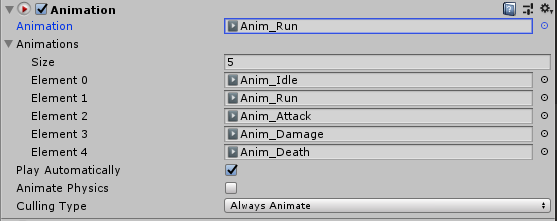 Animation
Animation Anim_Run
Animations
Size 5
Element 0 Anim_Idle
Element 1 Anim_Run
Element 2 Anim_Attack
Element 3 Anim_Damage
Element 4 Anim_Death
Play Automatically
Animate Physics
Culling Type Always Animate